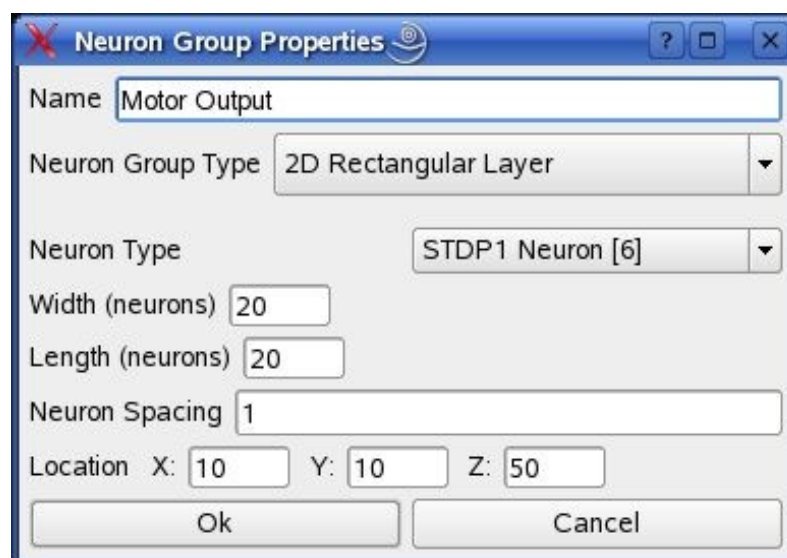 Neuron Group Properties
Name Motor Output
Neuron Group Type 2D Rectangular Layer
Neuron Type STDP1 Neuron [6]
Width (neurons) 20
Length (neurons) 20
Neuron Spacing 1
Location X: 10 Y: 10 Z: 50
Ok Cancel